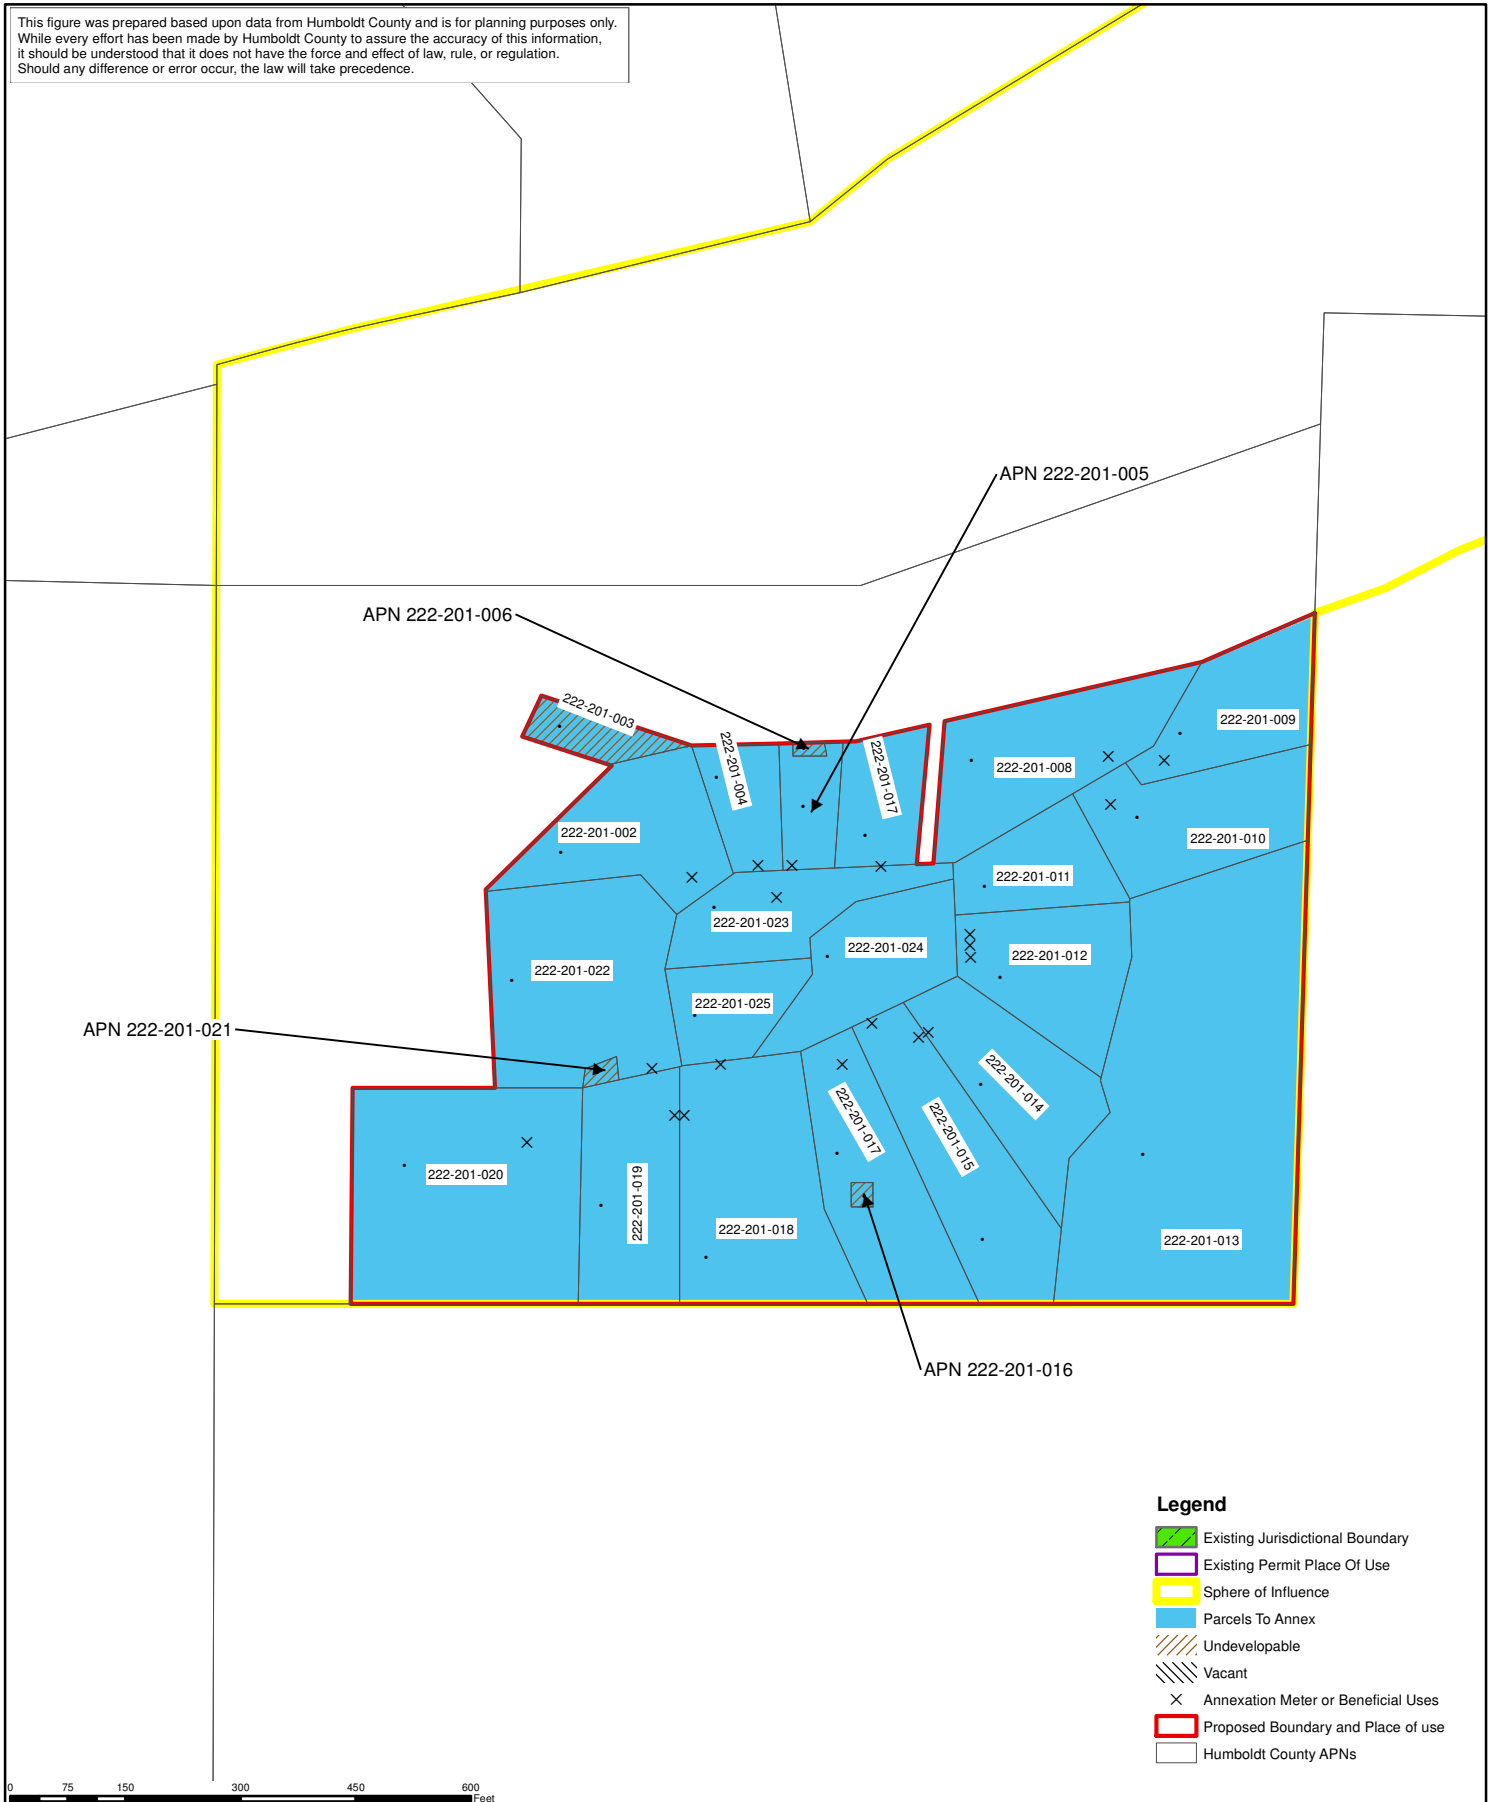 This figure was prepared based upon data from Humboldt County and is for planning purposes only.
While every effort has been made by Humboldt County to assure the accuracy of this information,
it should be understood that it does not have the force and effect of law, rule, or regulation.
Should any difference or error occur, the law will take precedence.
APN 222-201-005
APN 222-201-006
222-201-003
222-201-009
222-201-004
222-201-017
222-201-008
222-201-002
222-201-010
222-201-011
222-201-023
222-201-024
222-201-012
222-201-022
222-201-025
APN 222-201-021
222-201-014
222-201-017
222-201-015
222-201-020
222-201-019
222-201-018
222-201-013
APN 222-201-016
Legend
Existing Jurisdictional Boundary
Existing Permit Place Of Use
Sphere of Influence
Parcels To Annex
Undevelopable
Vacant
Annexation Meter or Beneficial Uses
Proposed Boundary and Place of use
Humboldt County APNs
0 75 150 300 450 600
Feet